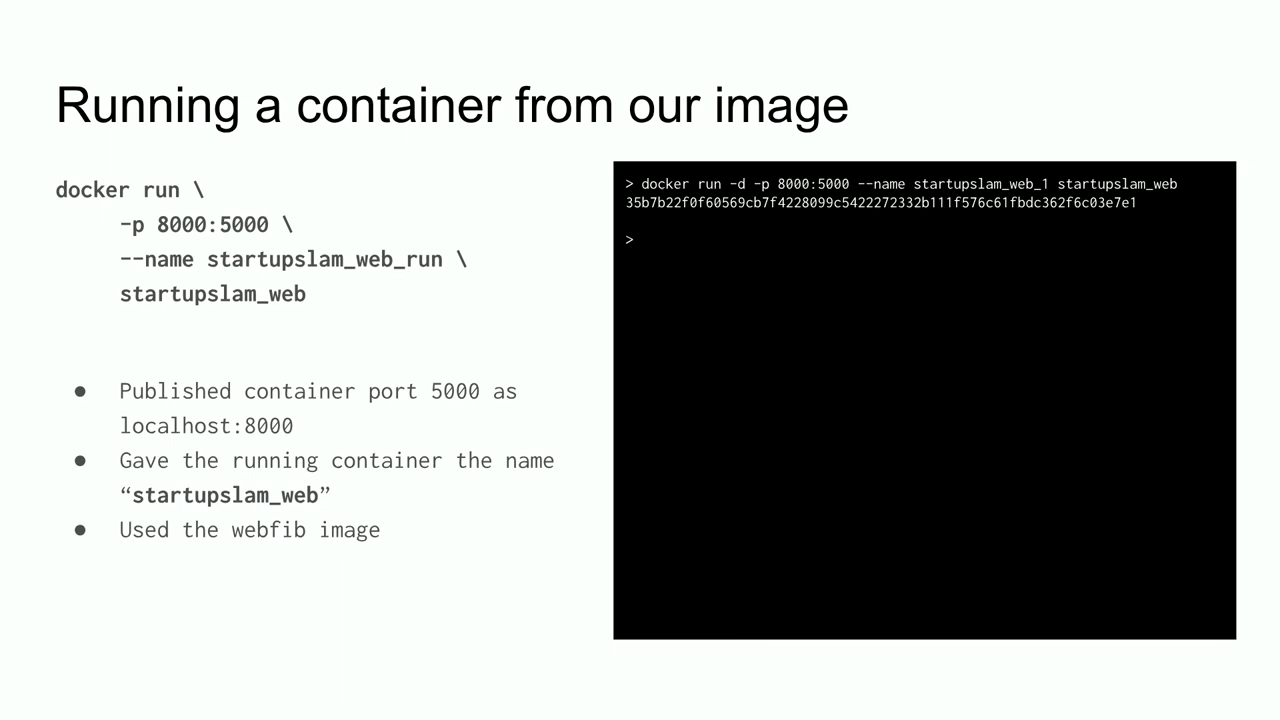 Running a container from our image
docker run \
-p 8000:5000 \
--name startupslam_web_run \
startupslam_web
● Published container port 5000 as
localhost:8000
● Gave the running container the name
“startupslam_web”
● Used the webfib image
> docker run -d -p 8000:5000 --name startupslam_web_1 startupslam_web
35b7b22f0f60569cb7f4228099c5422272332b111f576c61fbdc362f6c03e7e1
>